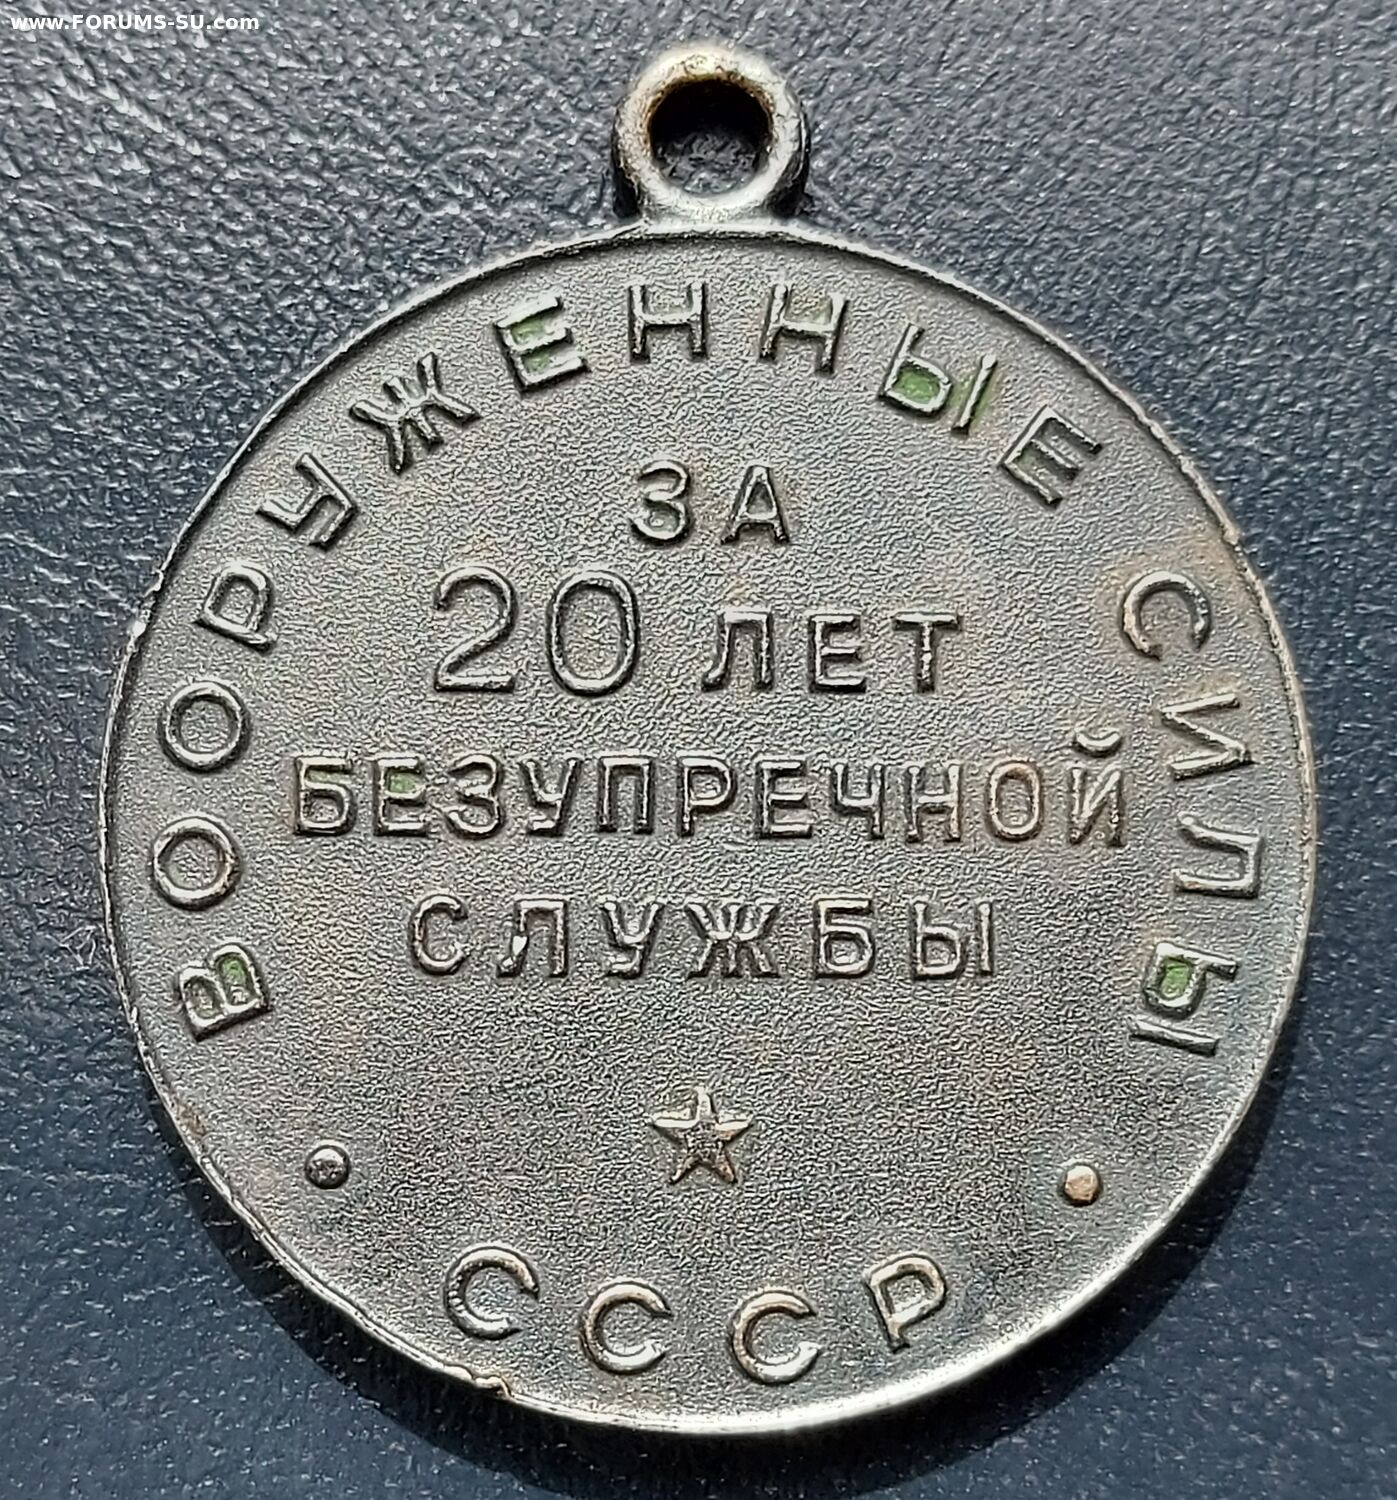 www.FORUMS-SU.com
ВООРУЖЕННЫЕ СИЛЫ
ЗА
20 ЛЕТ
БЕЗУПРЕЧНОЙ
СЛУЖБЫ
СССР